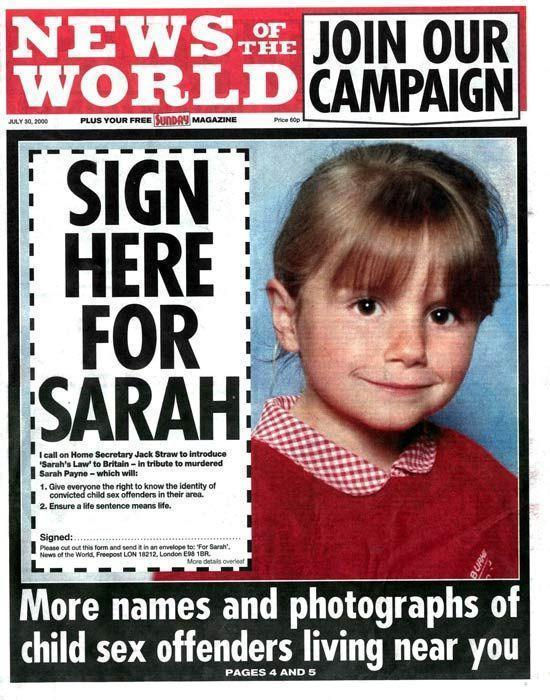 NEWS OF THE
WORLD
JOIN OUR
CAMPAIGN
JULY 30, 2000
PLUS YOUR FREE SUNDAY MAGAZINE
Price 60p
SIGN
HERE
FOR
SARAH
I call on Home Secretary Jack Straw to introduce
'Sarah's Law' to Britain – in tribute to murdered
Sarah Payne – which will:
1. Give everyone the right to know the identity of
convicted child sex offenders in their area.
2. Ensure a life sentence means life.
Signed:
Please cut out this form and send it in an envelope to: 'For Sarah',
News of the World, Freepost LON 18212, London E98 1BR.
More details overleaf
More names and photographs of
child sex offenders living near you
PAGES 4 AND 5